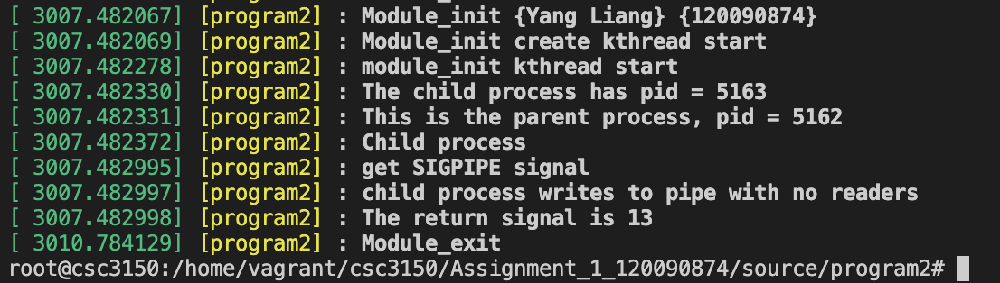 [ 3007.482067] [program2] : Module_init {Yang Liang} {120090874}
[ 3007.482069] [program2] : Module_init create kthread start
[ 3007.482278] [program2] : module_init kthread start
[ 3007.482330] [program2] : The child process has pid = 5163
[ 3007.482331] [program2] : This is the parent process, pid = 5162
[ 3007.482372] [program2] : Child process
[ 3007.482995] [program2] : get SIGPIPE signal
[ 3007.482997] [program2] : child process writes to pipe with no readers
[ 3007.482998] [program2] : The return signal is 13
[ 3010.784129] [program2] : Module_exit
root@csc3150:/home/vagrant/csc3150/Assignment_1_120090874/source/program2#